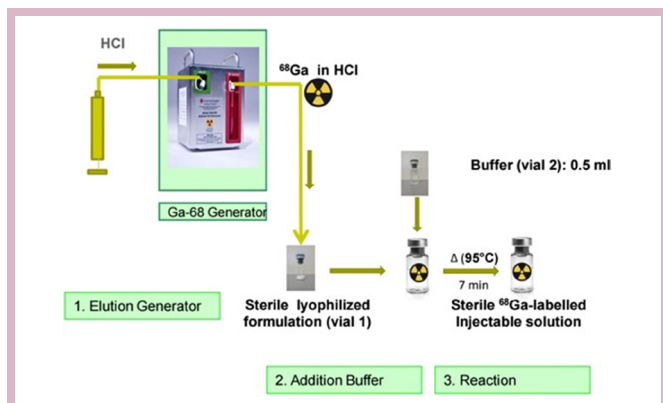 HCl
⁶⁸Ga in HCl
Ga-68 Generator
Buffer (vial 2): 0.5 ml
Δ (95°C)
7 min
1. Elution Generator
Sterile lyophilized
formulation (vial 1)
Sterile ⁶⁸Ga-labelled
Injectable solution
2. Addition Buffer
3. Reaction